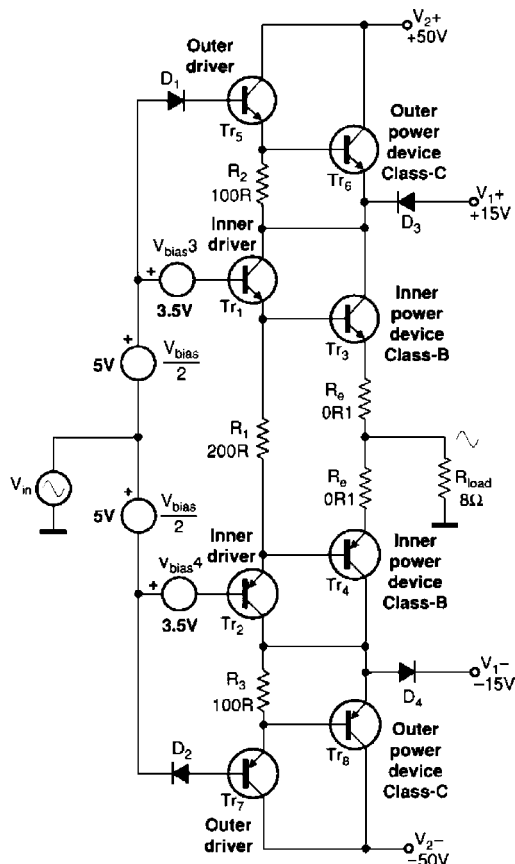 V2+
+50V
Outer
driver
D1
Tr5
Outer
power
device
Class-C
Tr6
R2
100R
V1+
+15V
D3
Inner
driver
Vbias3
+
3.5V
Tr1
Inner
power
device
Class-B
Tr3
+
5V
Vbias
2
Re
0R1
R1
200R
Vin
Rload
8Ω
Re
0R1
+
5V
Vbias
2
Inner
driver
Vbias4
+
3.5V
Tr2
Inner
power
device
Class-B
Tr4
V1−
−15V
D4
R3
100R
Outer
power
device
Class-C
Tr8
D2
Tr7
Outer
driver
V2−
−50V